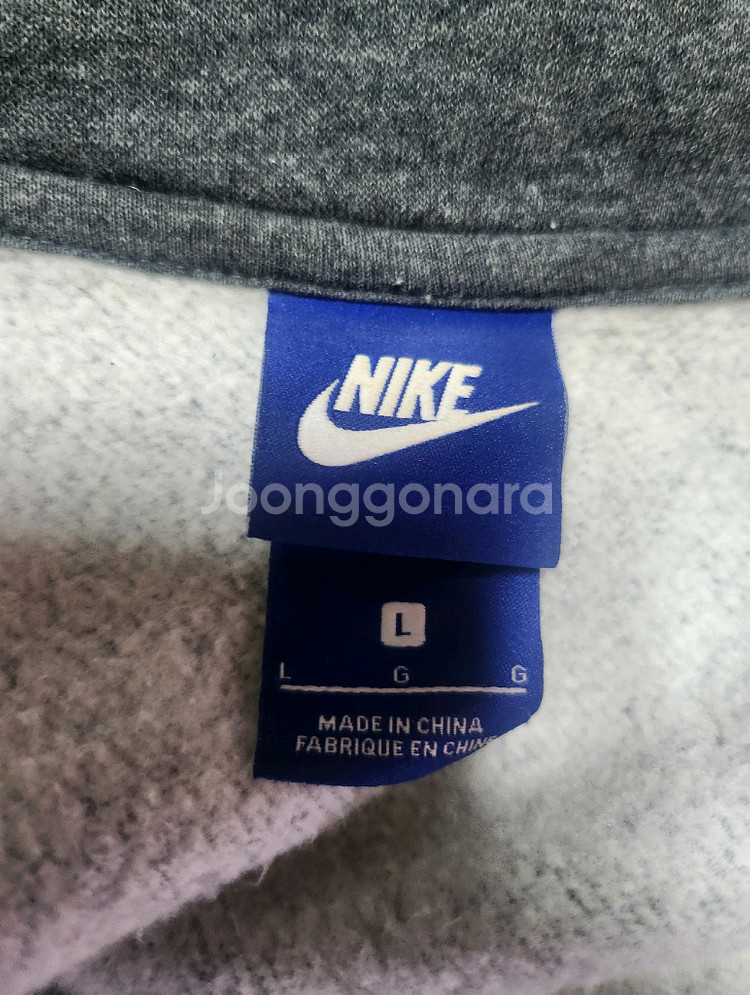 NIKE
Joonggonara
L
L G G
MADE IN CHINA
FABRIQUE EN CHINE